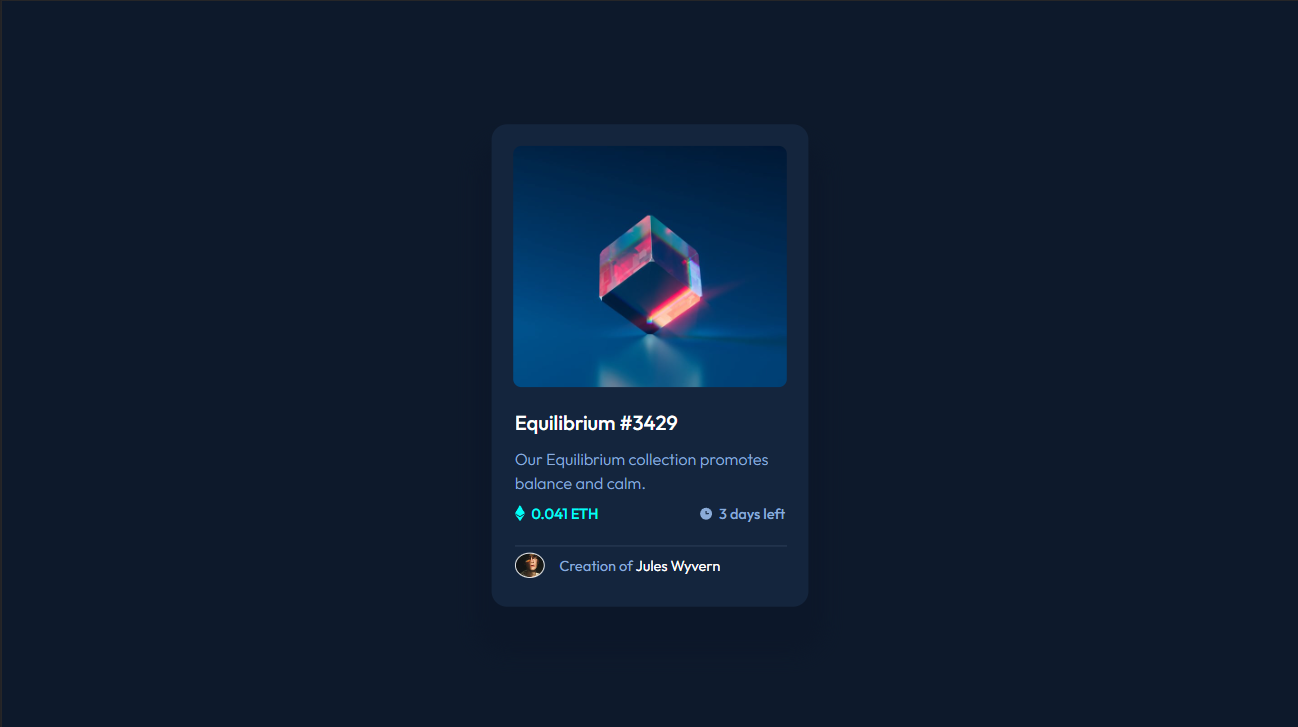 Equilibrium #3429
Our Equilibrium collection promotes
balance and calm.
0.041 ETH
3 days left
Creation of Jules Wyvern